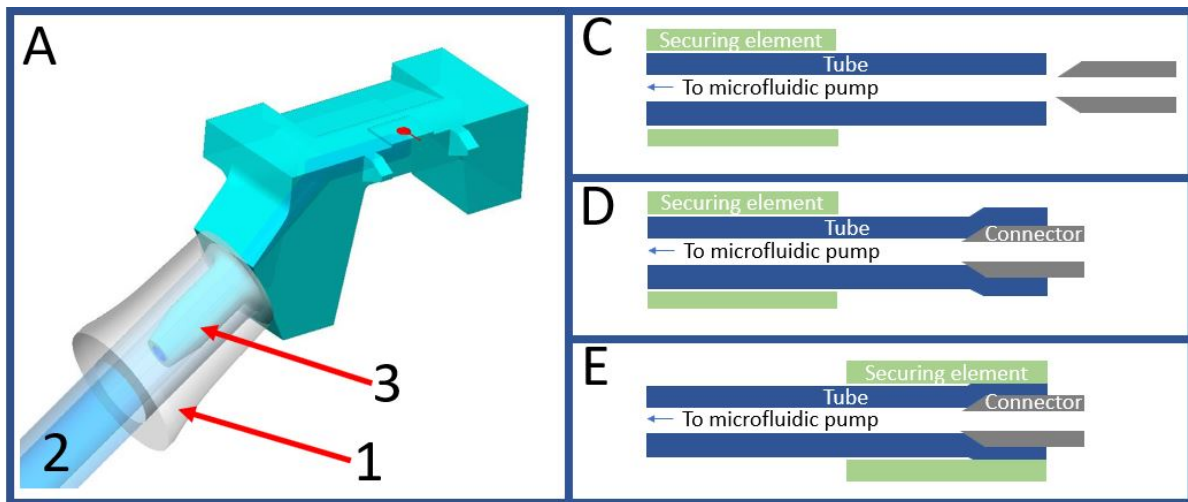 A
3
1
2
C
Securing element
Tube
← To microfluidic pump
D
Securing element
Tube
Connector
← To microfluidic pump
E
Securing element
Tube
Connector
← To microfluidic pump